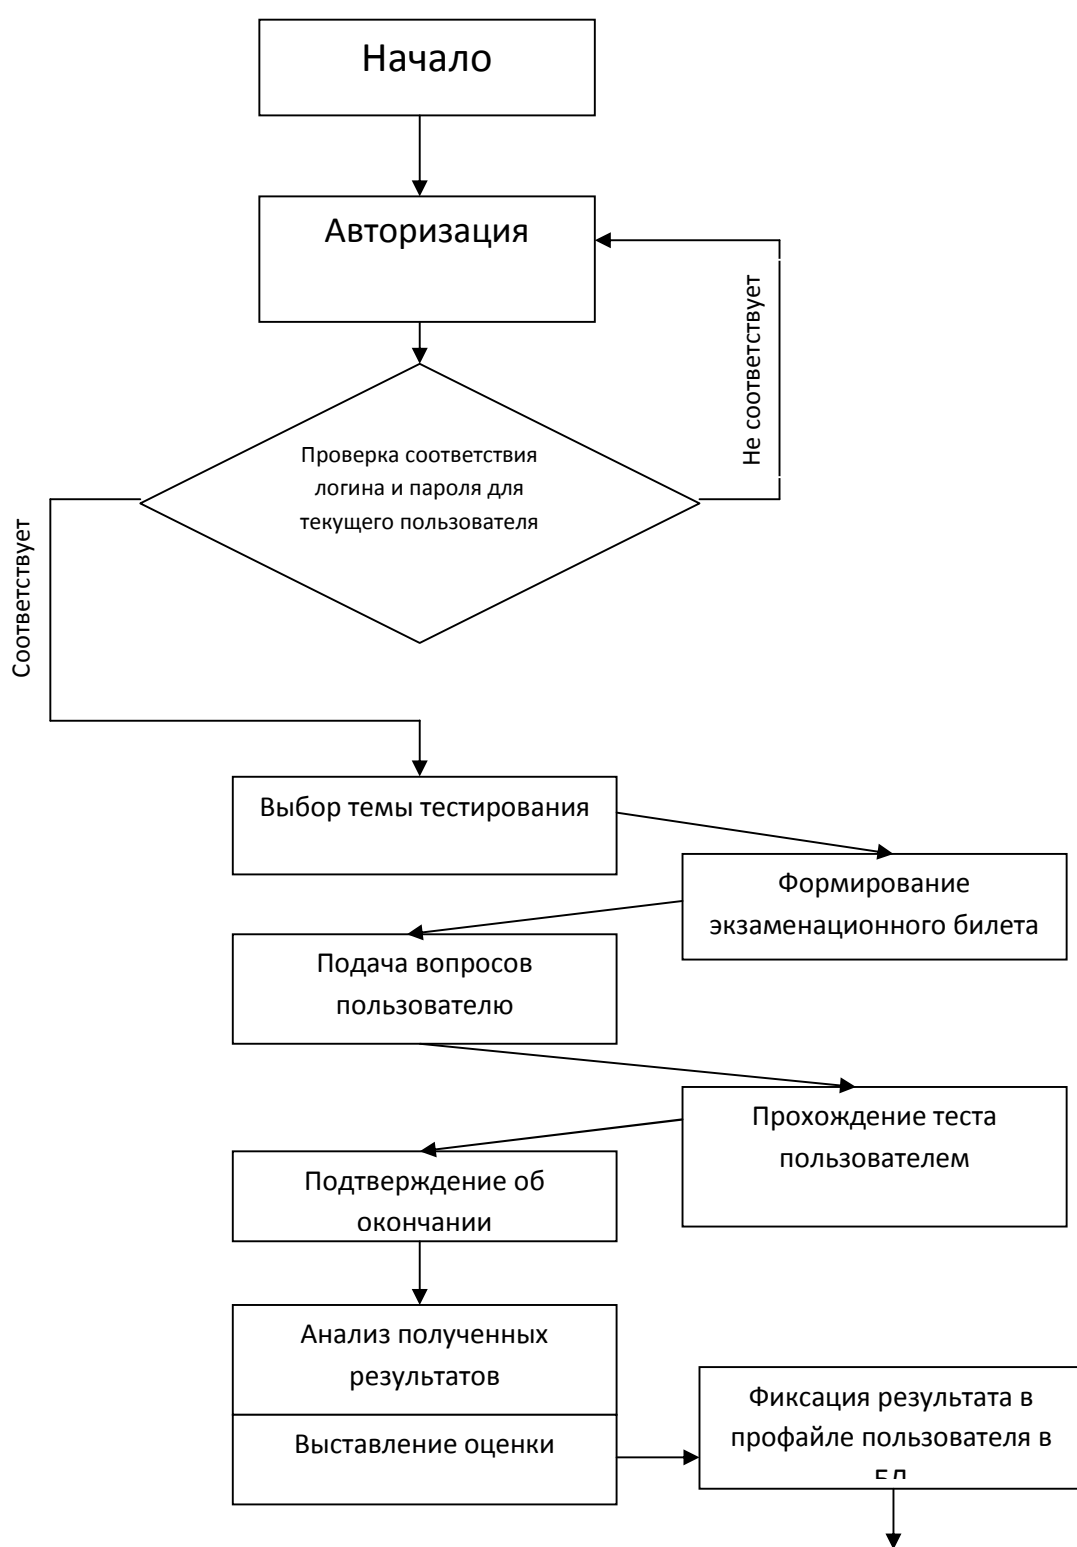 Начало
Авторизация
Не соответствует
Проверка соответствия
логина и пароля для
текущего пользователя
Соответствует
Выбор темы тестирования
Формирование
экзаменационного билета
Подача вопросов
пользователю
Прохождение теста
пользователем
Подтверждение об
окончании
Анализ полученных
результатов
Выставление оценки
Фиксация результата в
профайле пользователя в
БД